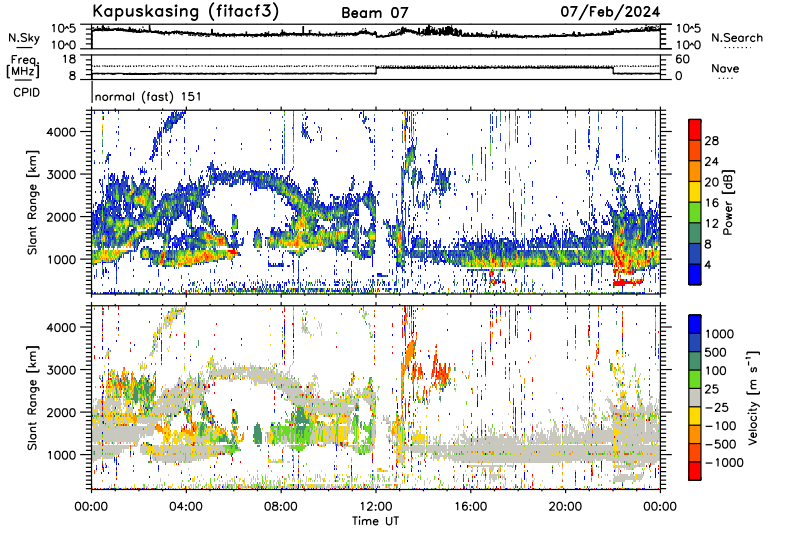 Kapuskasing (fitacf3) Beam 07 07/Feb/2024
N.Sky 10^5 10^0 10^5 10^0 N.Search
Freq. [MHz] 18 8 60 0 Nave
CPID normal (fast) 151
Slant Range [km]
4000
3000
2000
1000
Power [dB]
28
24
20
16
12
8
4
Slant Range [km]
4000
3000
2000
1000
Velocity [m s⁻¹]
1000
500
100
25
−25
−100
−500
−1000
00:00 04:00 08:00 12:00 16:00 20:00 00:00
Time UT